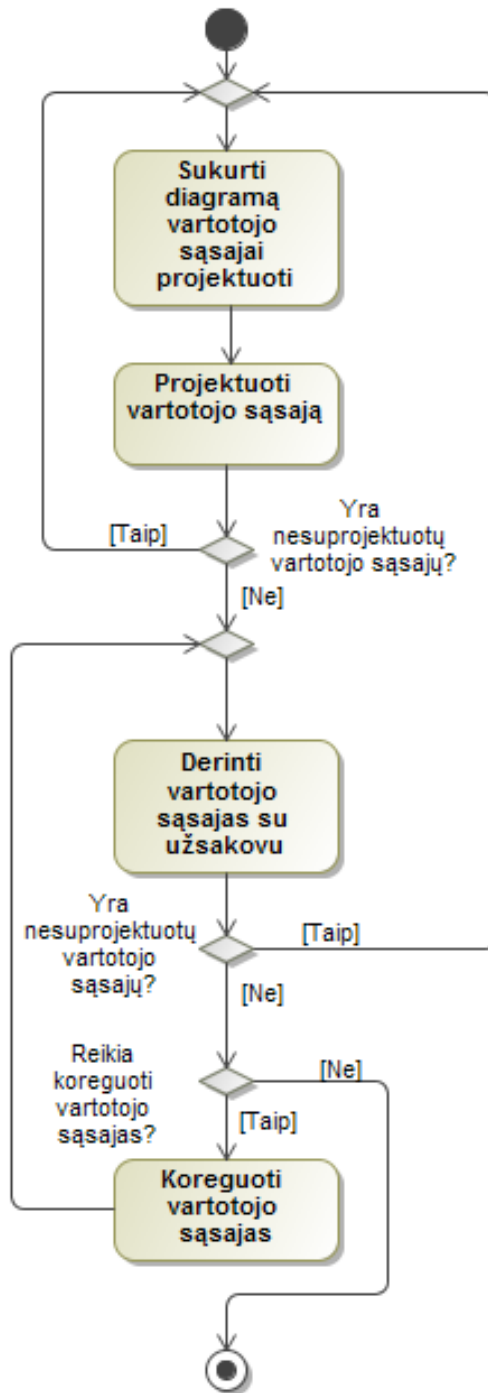 Sukurti
diagramą
vartotojo
sąsajai
projektuoti
Projektuoti
vartotojo sąsają
[Taip]
Yra
nesuprojektuotų
vartotojo sąsajų?
[Ne]
Derinti
vartotojo
sąsajas su
užsakovu
Yra
nesuprojektuotų
vartotojo
sąsajų?
[Taip]
[Ne]
Reikia
koreguoti
vartotojo
sąsajas?
[Ne]
[Taip]
Koreguoti
vartotojo
sąsajas